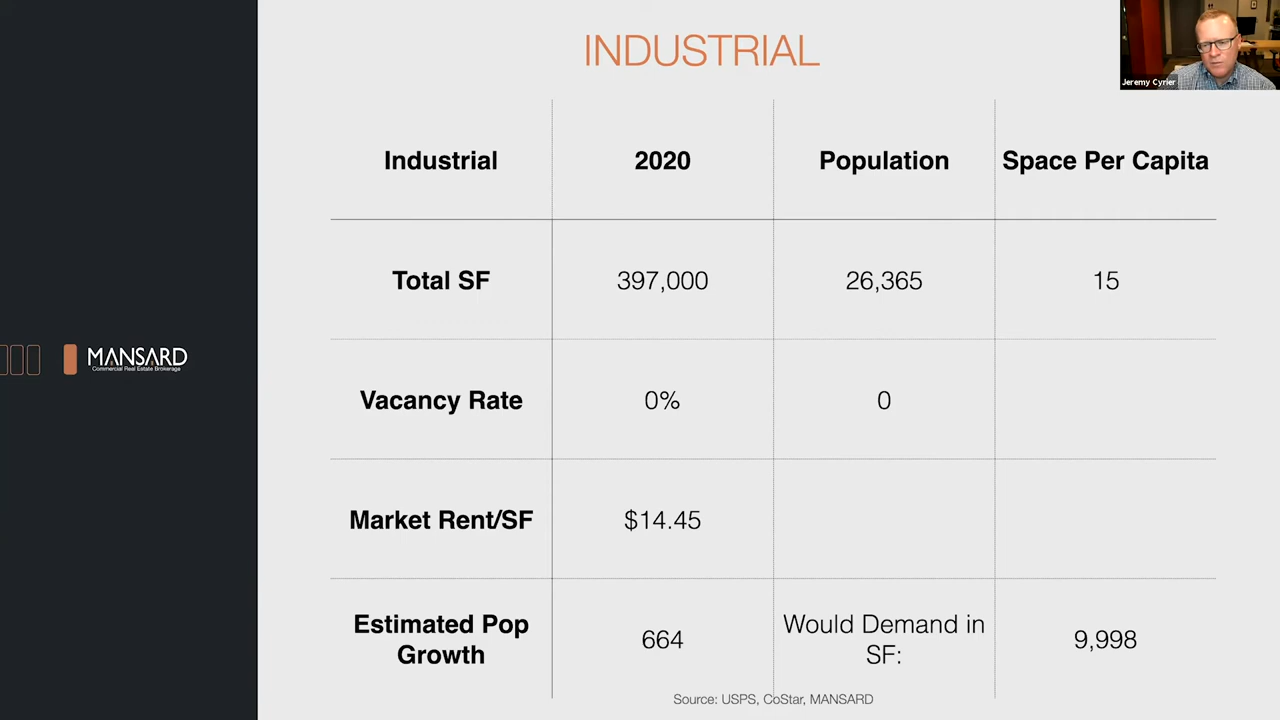 INDUSTRIAL
Jeremy Cyrier
Industrial 2020 Population Space Per Capita
Total SF 397,000 26,365 15
MANSARD
Commercial Real Estate Brokerage
Vacancy Rate 0% 0
Market Rent/SF $14.45
Estimated Pop
Growth
664
Would Demand in
SF:
9,998
Source: USPS, CoStar, MANSARD